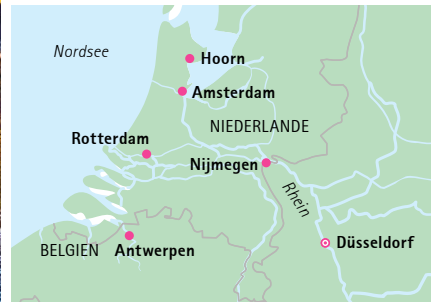 Nordsee
Hoorn
Amsterdam
NIEDERLANDE
Rotterdam
Nijmegen
Rhein
Düsseldorf
BELGIEN
Antwerpen